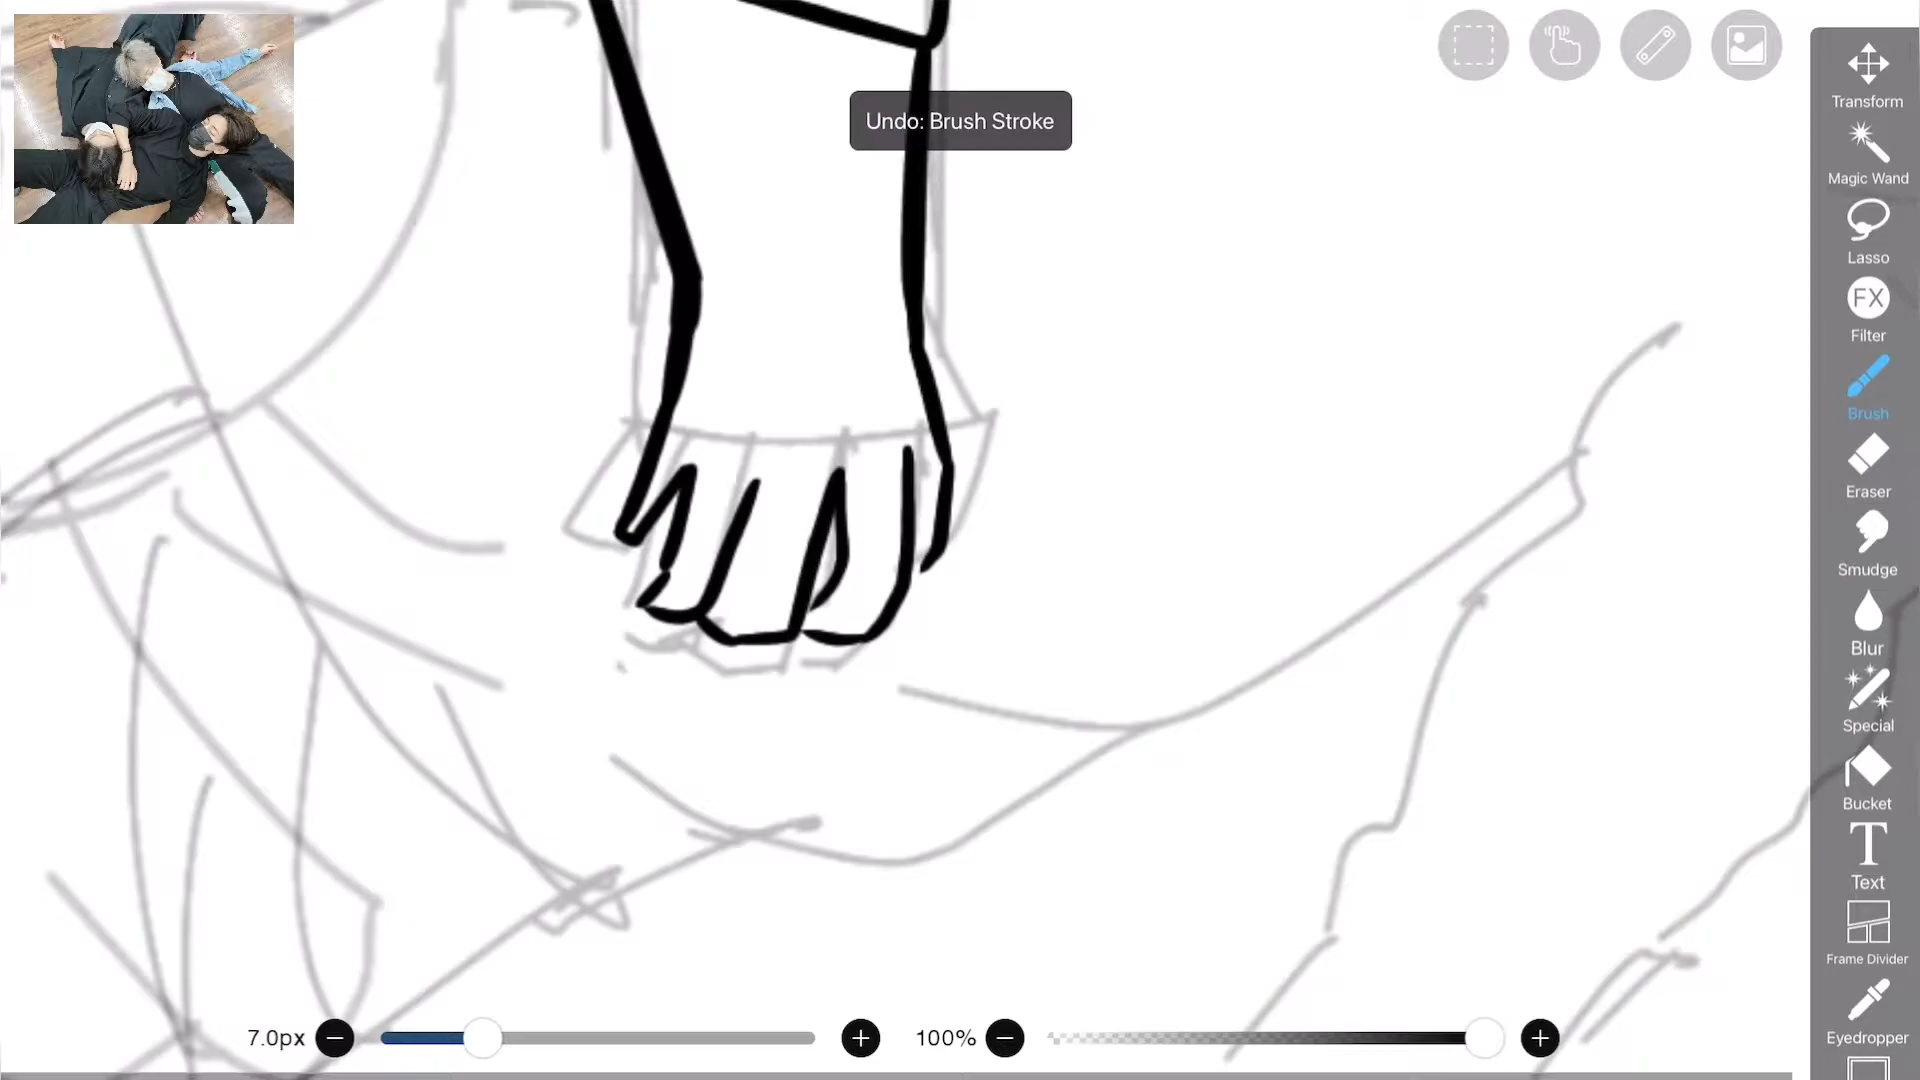 Undo: Brush Stroke
Transform
Magic Wand
Lasso
FX
Filter
Brush
Eraser
Smudge
Blur
Special
Bucket
T
Text
Frame Divider
Eyedropper
7.0px
100%